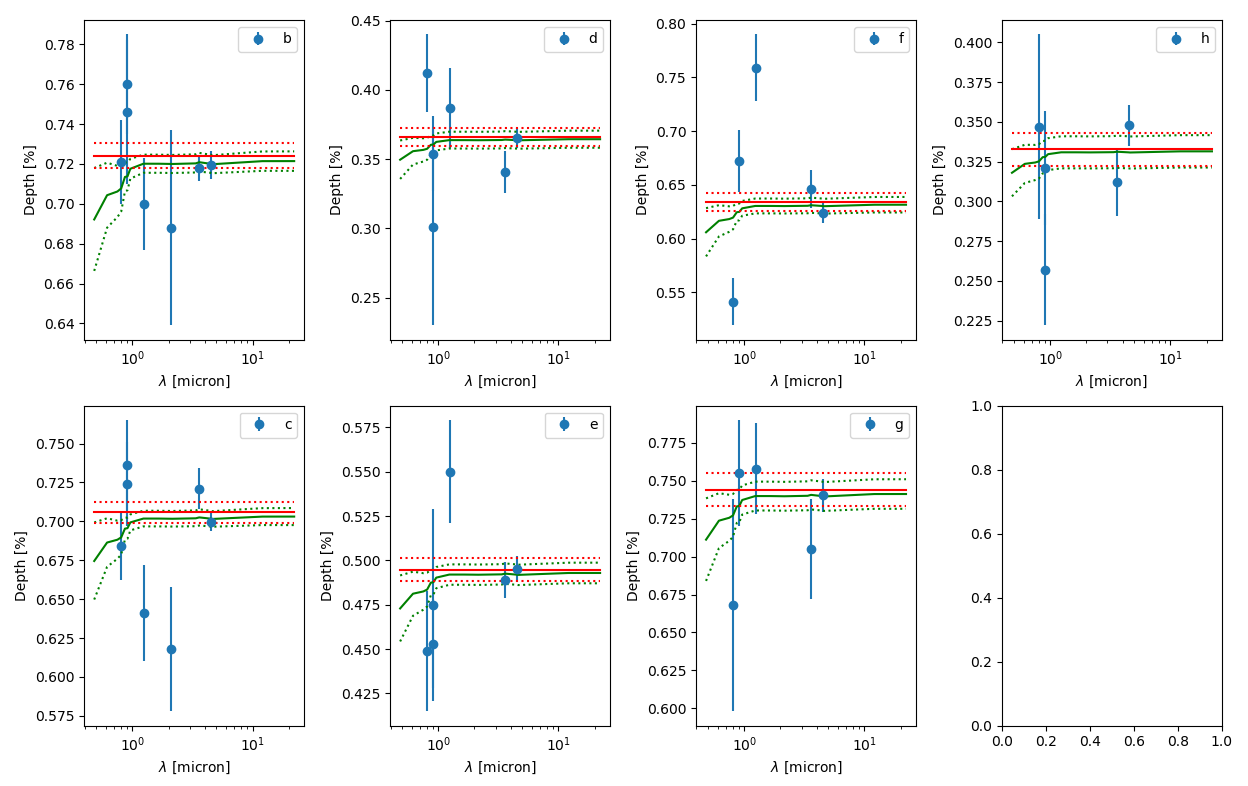 b
0.78
0.76
0.74
0.72
0.70
0.68
0.66
0.64
Depth [%]
10^0 10^1
λ [micron]
d
0.45
0.40
0.35
0.30
0.25
Depth [%]
10^0 10^1
λ [micron]
f
0.80
0.75
0.70
0.65
0.60
0.55
Depth [%]
10^0 10^1
λ [micron]
h
0.400
0.375
0.350
0.325
0.300
0.275
0.250
0.225
Depth [%]
10^0 10^1
λ [micron]
c
0.750
0.725
0.700
0.675
0.650
0.625
0.600
0.575
Depth [%]
10^0 10^1
λ [micron]
e
0.575
0.550
0.525
0.500
0.475
0.450
0.425
Depth [%]
10^0 10^1
λ [micron]
g
0.775
0.750
0.725
0.700
0.675
0.650
0.625
0.600
Depth [%]
10^0 10^1
λ [micron]
1.0
0.8
0.6
0.4
0.2
0.0
0.0 0.2 0.4 0.6 0.8 1.0